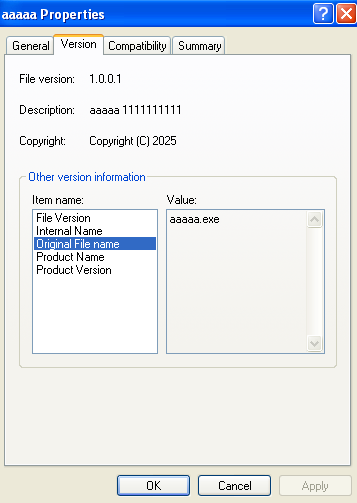 aaaaa Properties
General Version Compatibility Summary
File version: 1.0.0.1
Description: aaaaa 1111111111
Copyright: Copyright (C) 2025
Other version information
Item name: Value:
File Version aaaaa.exe
Internal Name
Original File name
Product Name
Product Version
OK Cancel Apply